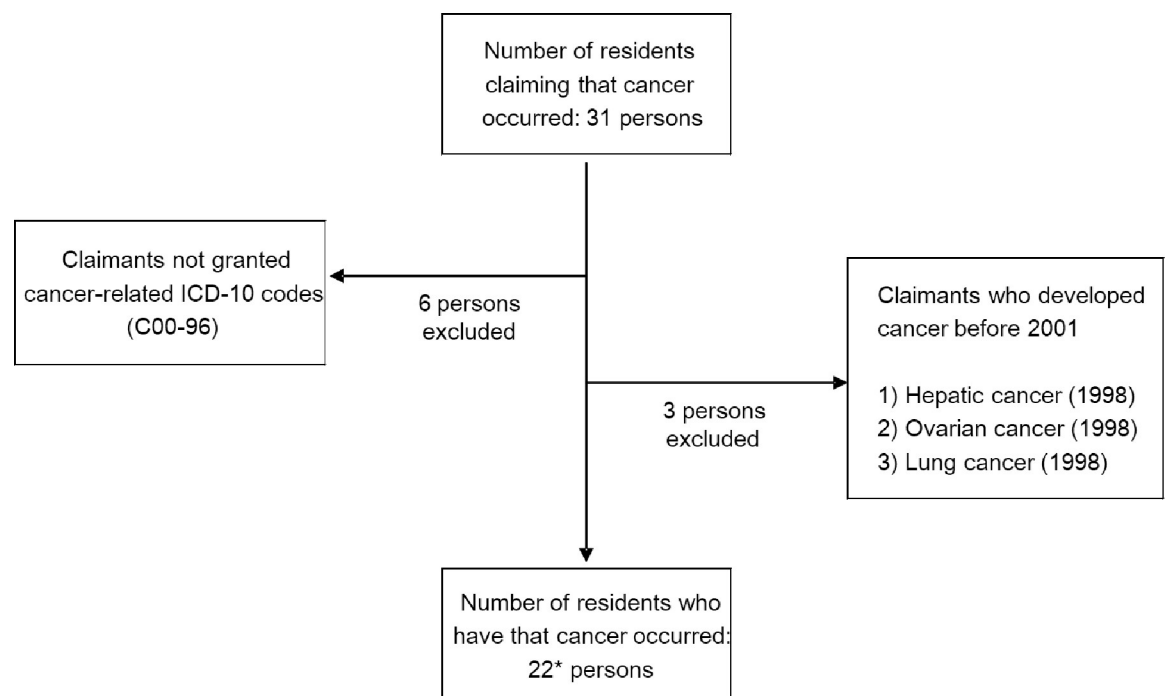 Number of residents
claiming that cancer
occurred: 31 persons
Claimants not granted
cancer-related ICD-10 codes
(C00-96)
6 persons
excluded
Claimants who developed
cancer before 2001
1) Hepatic cancer (1998)
2) Ovarian cancer (1998)
3) Lung cancer (1998)
3 persons
excluded
Number of residents who
have that cancer occurred:
22* persons